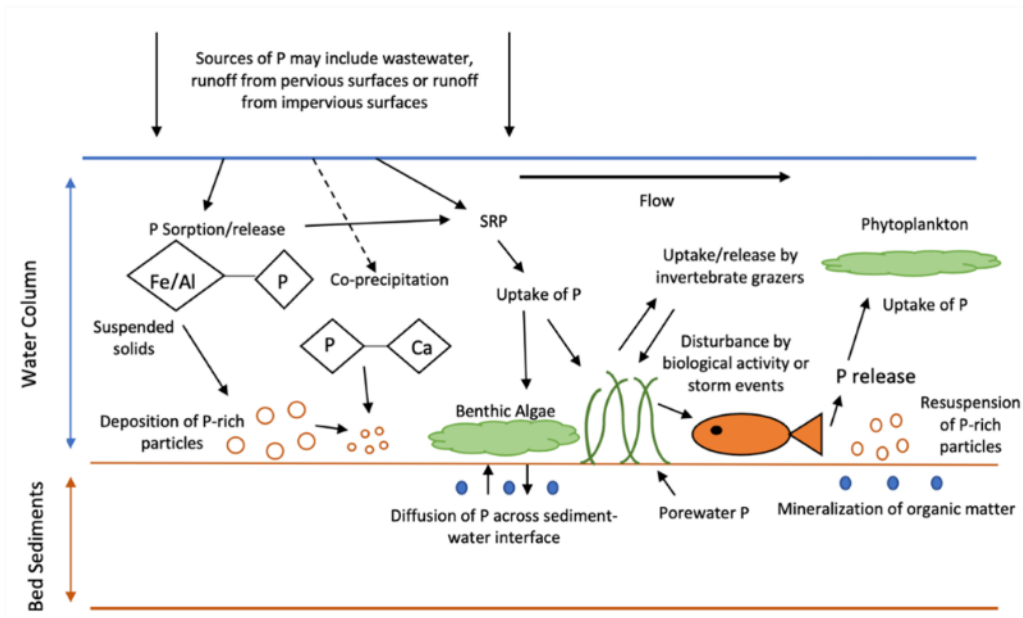 Sources of P may include wastewater,
runoff from pervious surfaces or runoff
from impervious surfaces
Flow
P Sorption/release
SRP
Phytoplankton
Fe/Al
P
Co-precipitation
Uptake/release by
invertebrate grazers
Uptake of P
Uptake of P
Suspended
solids
P
Ca
Disturbance by
biological activity or
storm events
P release
Water Column
Deposition of P-rich
particles
Benthic Algae
Resuspension
of P-rich
particles
Diffusion of P across sediment-
water interface
Porewater P
Mineralization of organic matter
Bed Sediments